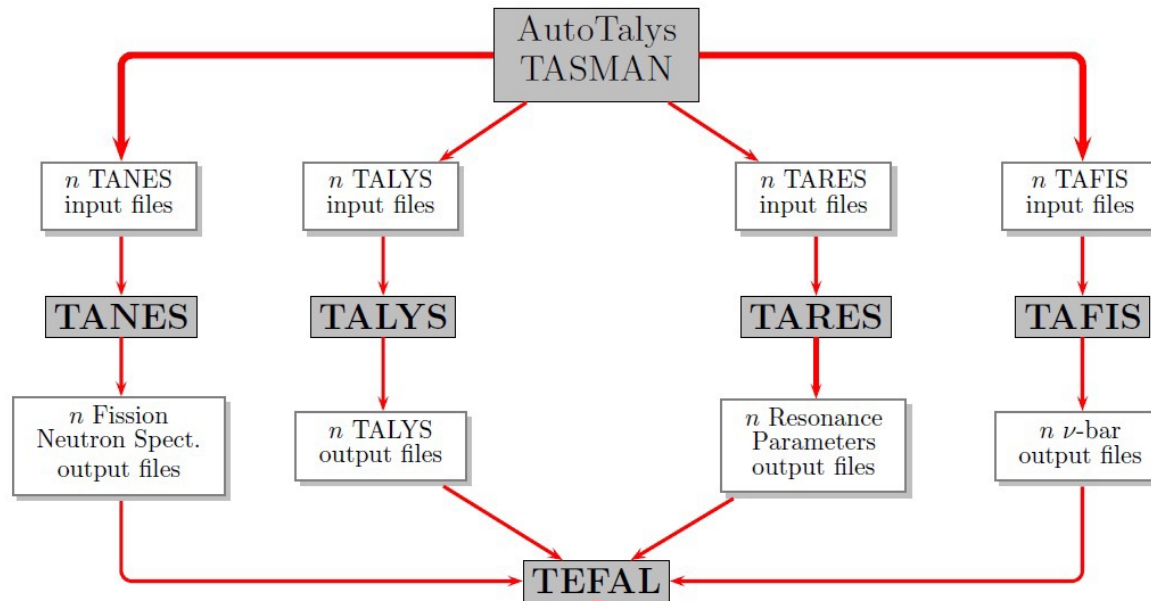 AutoTalys
TASMAN
n TANES
input files
n TALYS
input files
n TARES
input files
n TAFIS
input files
TANES
TALYS
TARES
TAFIS
n Fission
Neutron Spect.
output files
n TALYS
output files
n Resonance
Parameters
output files
n ν-bar
output files
TEFAL